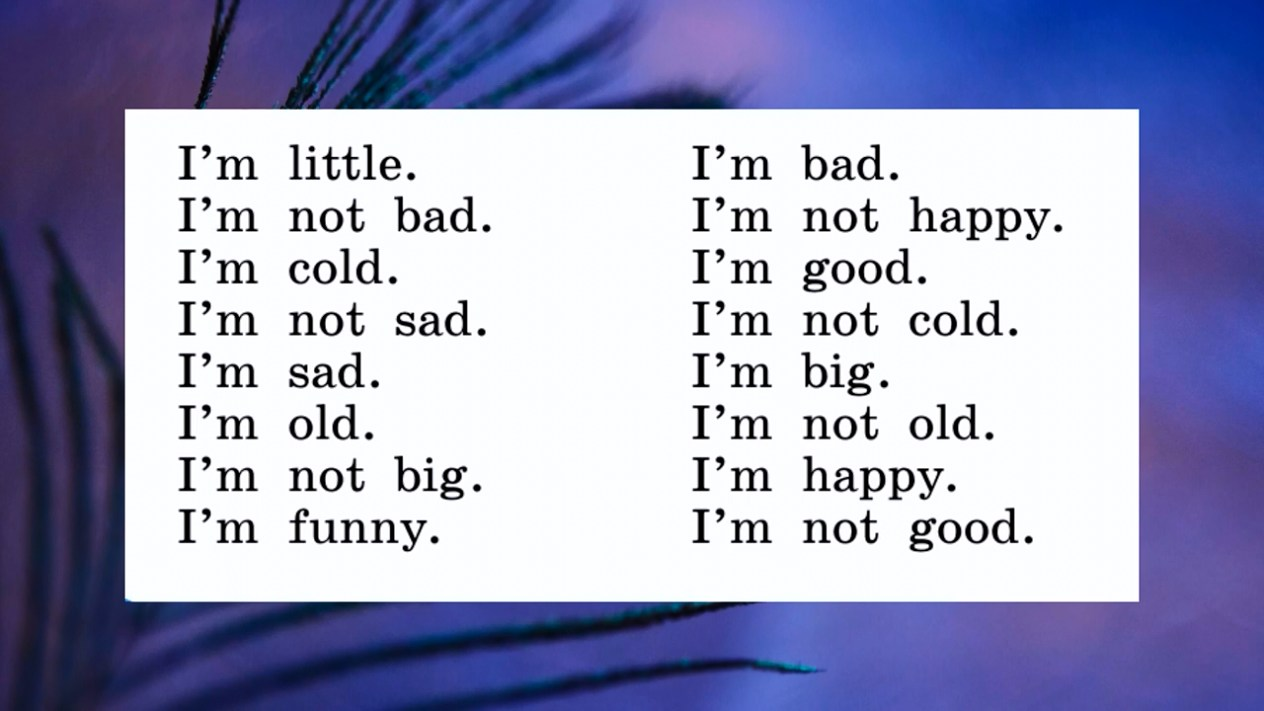 I’m little.
I’m not bad.
I’m cold.
I’m not sad.
I’m sad.
I’m old.
I’m not big.
I’m funny.
I’m bad.
I’m not happy.
I’m good.
I’m not cold.
I’m big.
I’m not old.
I’m happy.
I’m not good.